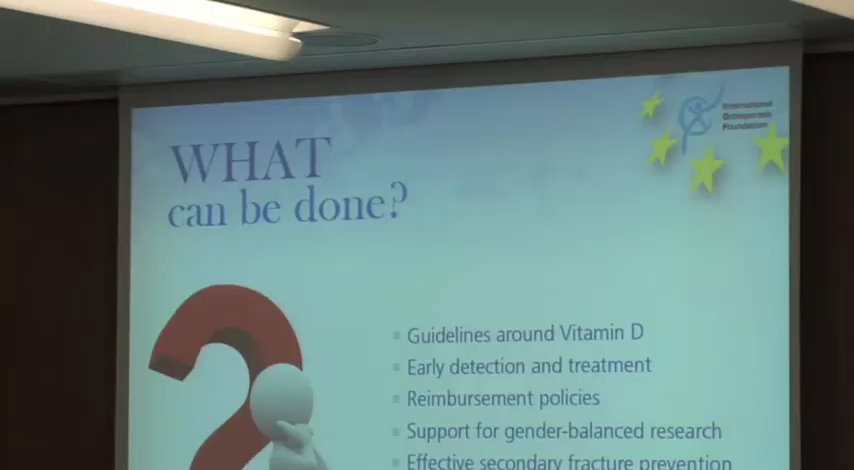 International
Osteoporosis
Foundation
WHAT
can be done?
Guidelines around Vitamin D
Early detection and treatment
Reimbursement policies
Support for gender-balanced research
Effective secondary fracture prevention